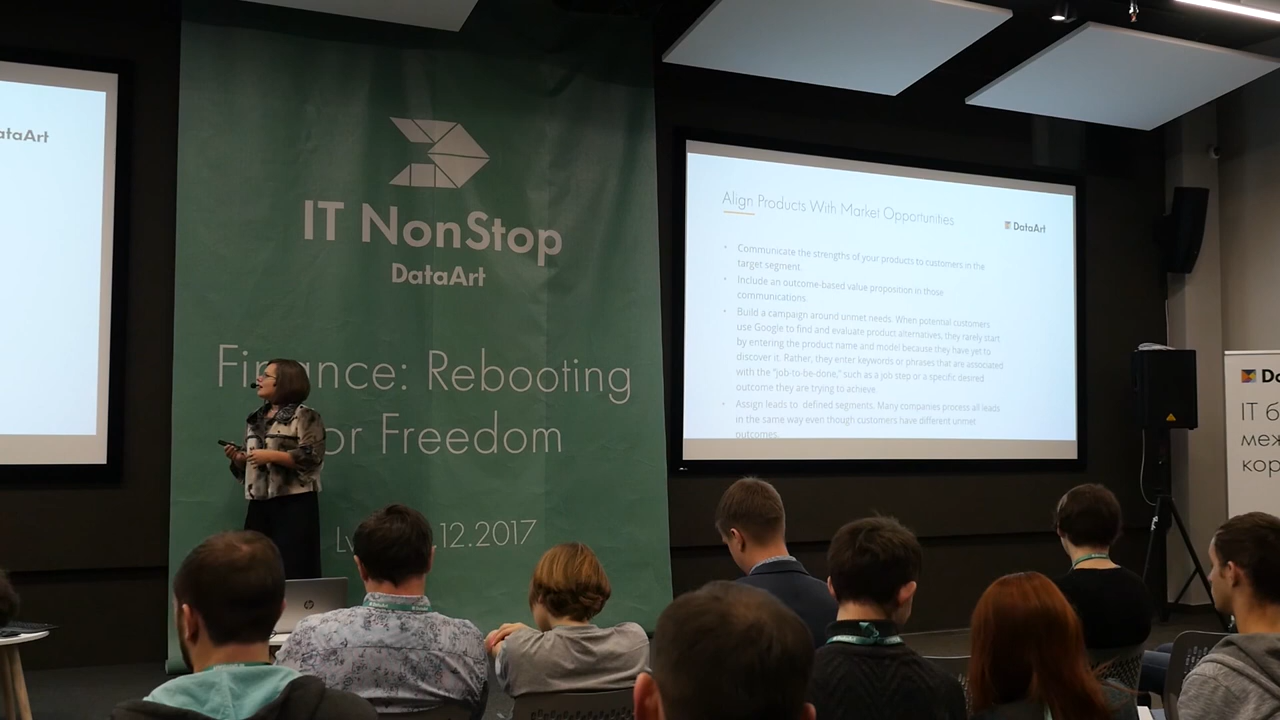 ataArt
IT NonStop
DataArt
Finance: Rebooting
or Freedom
.12.2017
Align Products With Market Opportunities
DataArt
• Communicate the strengths of your products to customers in the
target segment.
• Include an outcome-based value proposition in those
communications.
• Build a campaign around unmet needs. When potential customers
use Google to find and evaluate product alternatives, they rarely start
by entering the product name and model because they have yet to
discover it. Rather, they enter keywords or phrases that are associated
with the "job-to-be-done," such as a job step or a specific desired
outcome they are trying to achieve.
• Assign leads to defined segments. Many companies process all leads
in the same way even though customers have different unmet
outcomes.
hp
Da
IT б
меж
кор